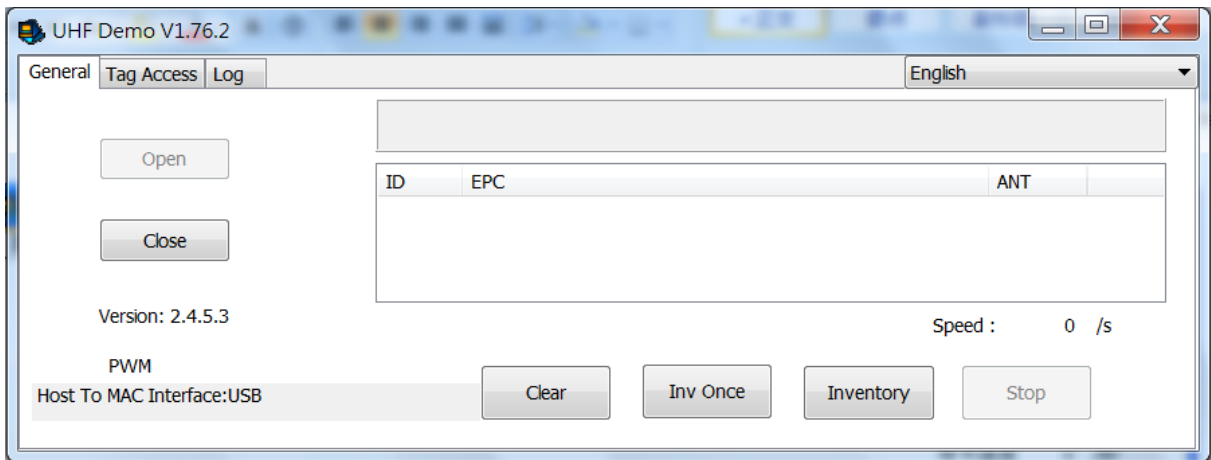 UHF Demo V1.76.2
General Tag Access Log English
Open
ID EPC ANT
Close
Version: 2.4.5.3
Speed : 0 /s
PWM
Host To MAC Interface:USB
Clear Inv Once Inventory Stop